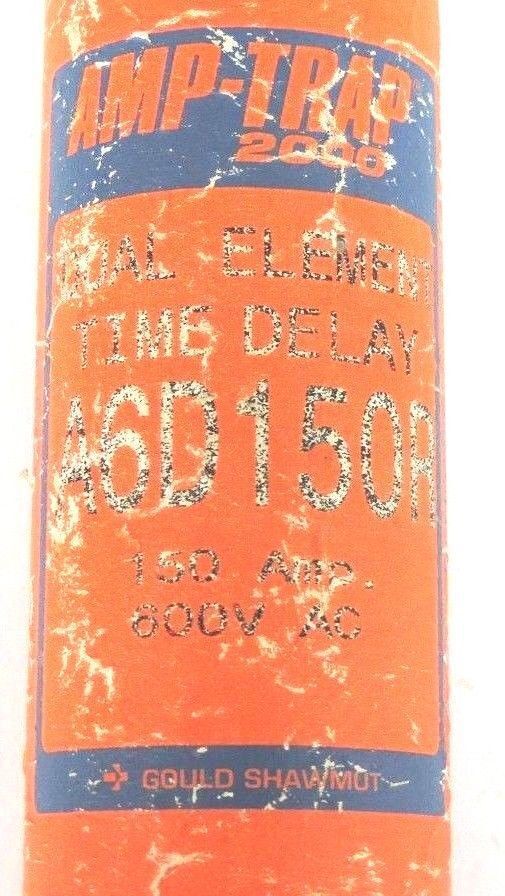 AMP-TRAP
2000
DUAL ELEMENT
TIME DELAY
A6D150R
150 Amp.
600V AC
GOULD SHAWMUT